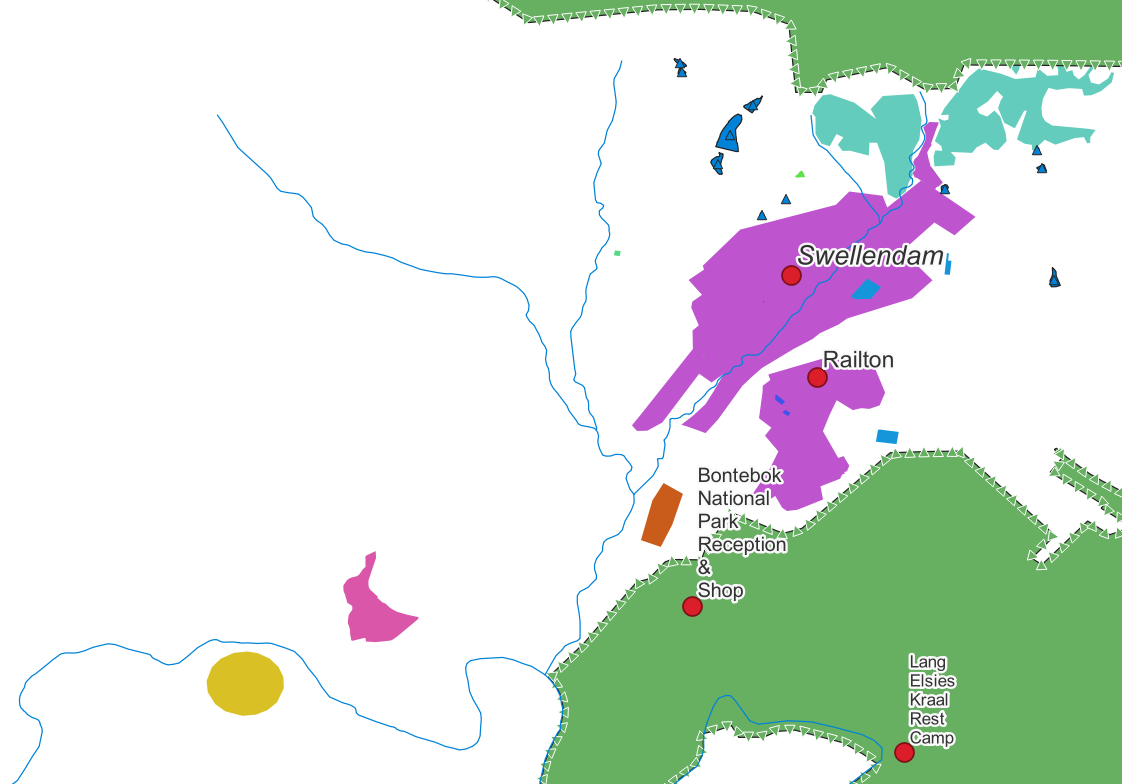 Swellendam
Railton
Bontebok
National
Park
Reception
&
Shop
Lang
Elsies
Kraal
Rest
Camp